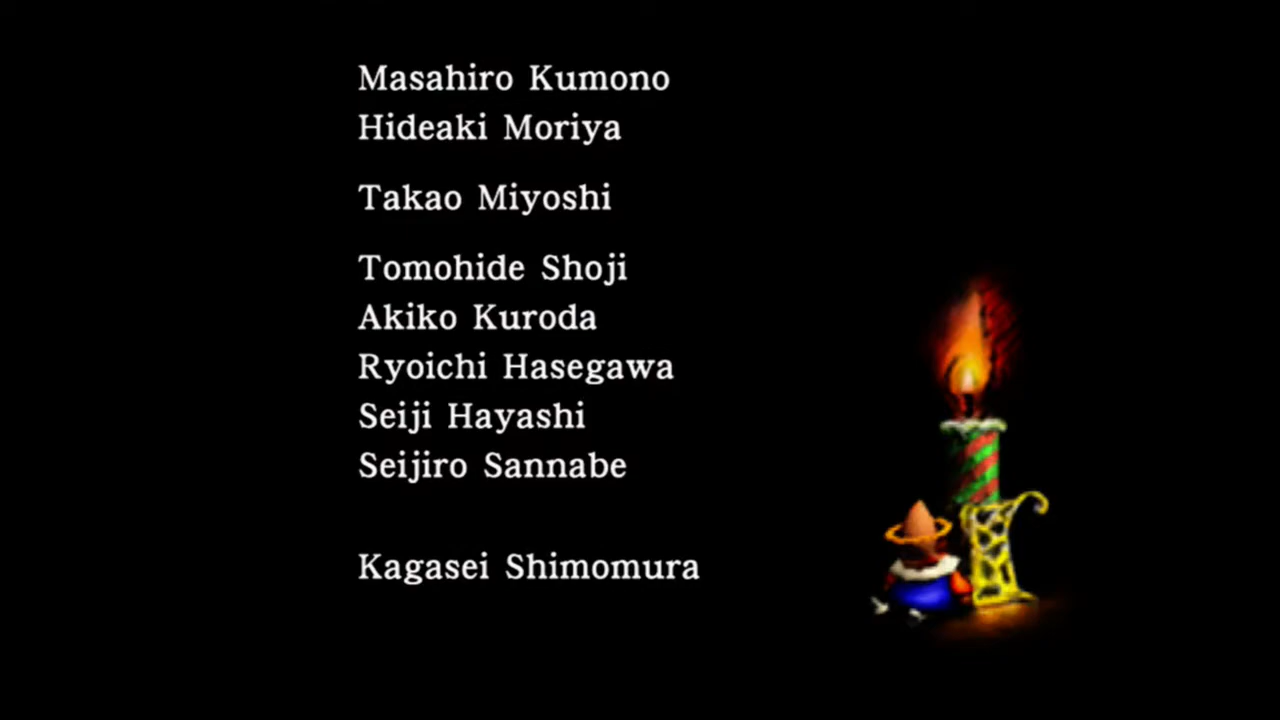 Masahiro Kumono
Hideaki Moriya
Takao Miyoshi
Tomohide Shoji
Akiko Kuroda
Ryoichi Hasegawa
Seiji Hayashi
Seijiro Sannabe
Kagasei Shimomura